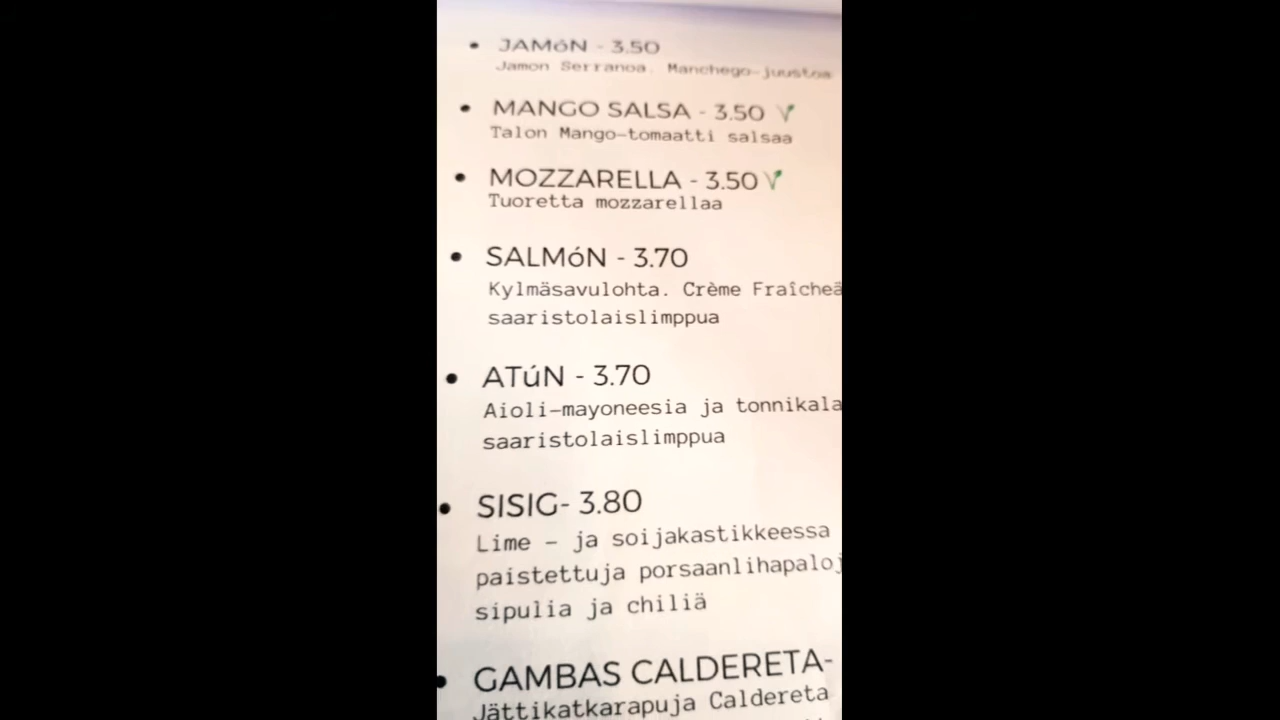 • JAMóN - 3.50
Jamon Serranoa. Manchego-juustoa
• MANGO SALSA - 3.50 V
Talon Mango-tomaatti salsaa
• MOZZARELLA - 3.50 V
Tuoretta mozzarellaa
• SALMóN - 3.70
Kylmäsavulohta. Crème Fraîcheä
saaristolaislimppua
• ATúN - 3.70
Aioli-mayoneesia ja tonnikala
saaristolaislimppua
• SISIG- 3.80
Lime - ja soijakastikkeessa
paistettuja porsaanlihapaloj
sipulia ja chiliä
• GAMBAS CALDERETA-
Jättikatkarapuja Caldereta